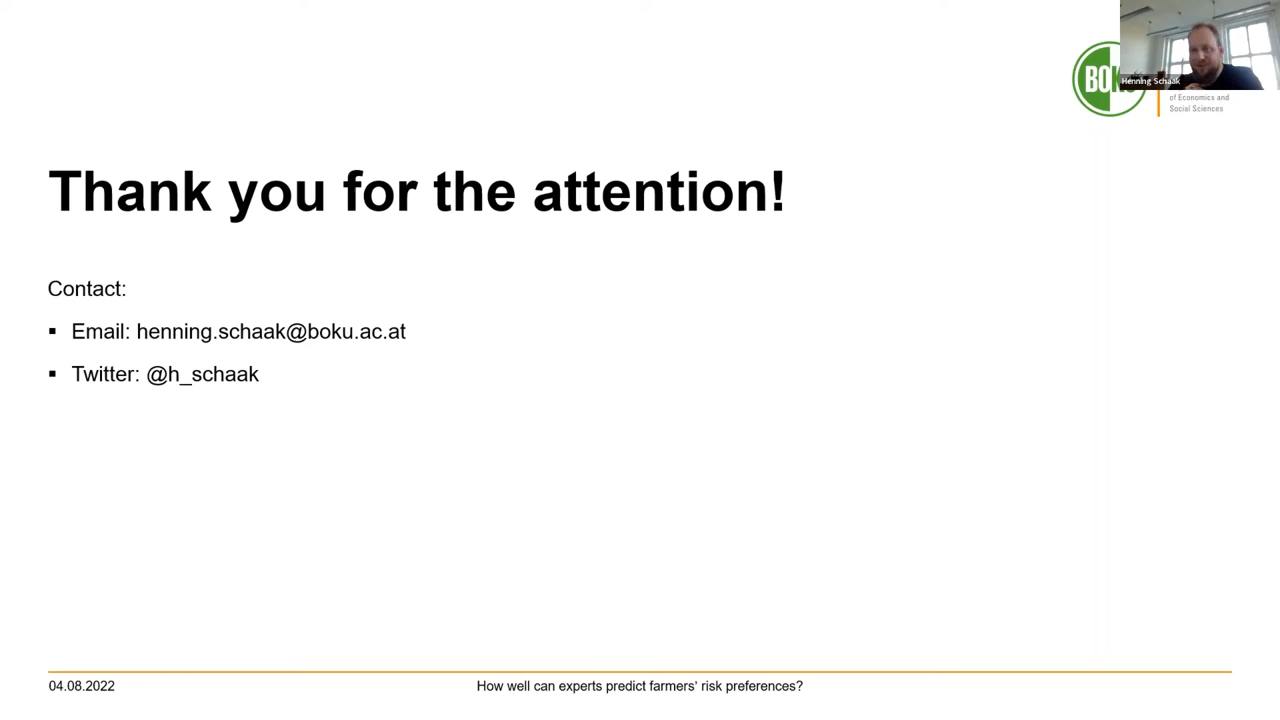 Henning Schaak
of Economics and
Social Sciences
Thank you for the attention!
Contact:
▪ Email: henning.schaak@boku.ac.at
▪ Twitter: @h_schaak
04.08.2022
How well can experts predict farmers' risk preferences?